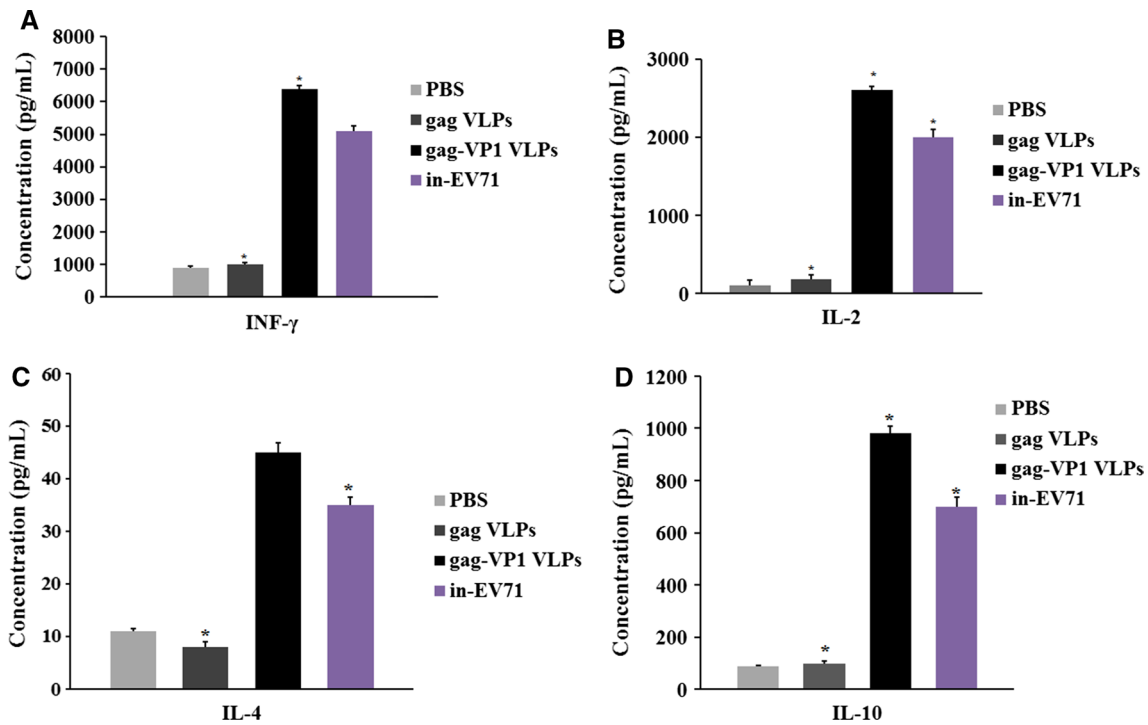 A
Concentration (pg/mL)
8000
7000
6000
5000
4000
3000
2000
1000
0
*
*
INF-γ
PBS
gag VLPs
gag-VP1 VLPs
in-EV71
B
Concentration (pg/mL)
3000
2000
1000
0
*
*
*
IL-2
PBS
gag VLPs
gag-VP1 VLPs
in-EV71
C
Concentration (pg/mL)
60
50
40
30
20
10
0
*
*
IL-4
PBS
gag VLPs
gag-VP1 VLPs
in-EV71
D
Concentration (pg/mL)
1200
1000
800
600
400
200
0
*
*
*
IL-10
PBS
gag VLPs
gag-VP1 VLPs
in-EV71